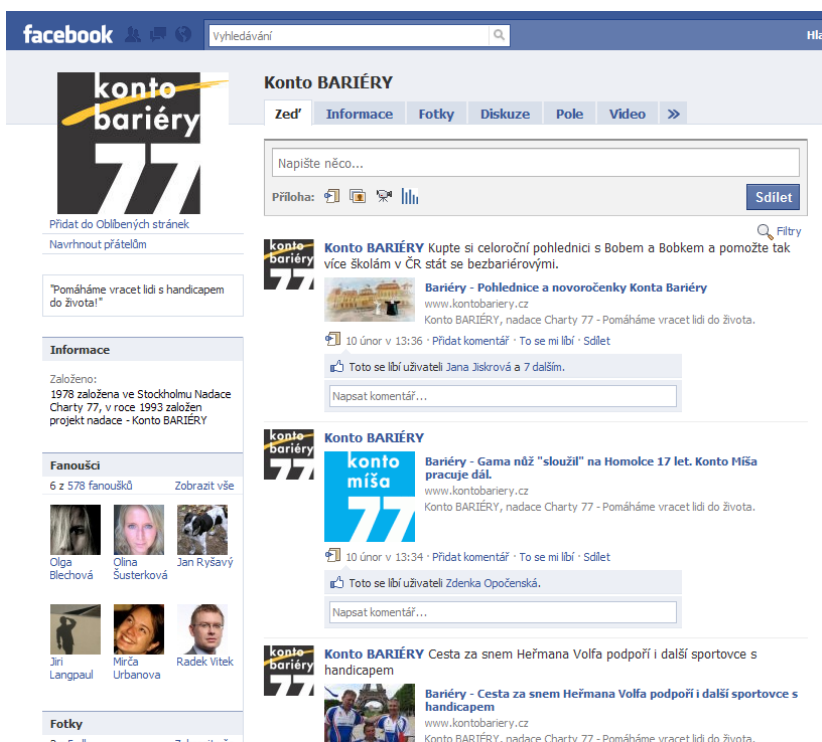 facebook
Vyhledávání
konto
bariéry
77
Konto BARIÉRY
Zeď Informace Fotky Diskuze Pole Video »
Napište něco...
Příloha:
Sdílet
Přidat do Oblíbených stránek
Navrhnout přátelům
"Pomáháme vracet lidi s handicapem
do života!"
Informace
Založeno:
1978 založena ve Stockholmu Nadace
Charty 77, v roce 1993 založen
projekt nadace - Konto BARIÉRY
Fanoušci
6 z 578 fanoušků Zobrazit vše
Olga
Blechová
Olina
Šusterková
Jan Ryšavý
Jiri
Langpaul
Mirča
Urbanova
Radek Vitek
Fotky
Filtry
konto
bariéry
77
Konto BARIÉRY Kupte si celoroční pohlednici s Bobem a Bobkem a pomožte tak
více školám v ČR stát se bezbariérovými.
Bariéry - Pohlednice a novoročenky Konta Bariéry
www.kontobariery.cz
Konto BARIÉRY, nadace Charty 77 - Pomáháme vracet lidi do života.
10 únor v 13:36 · Přidat komentář · To se mi líbí · Sdílet
Toto se líbí uživateli Jana Jiskrová a 7 dalším.
Napsat komentář...
konto
bariéry
77
Konto BARIÉRY
konto
míša
77
Bariéry - Gama nůž "sloužil" na Homolce 17 let. Konto Míša
pracuje dál.
www.kontobariery.cz
Konto BARIÉRY, nadace Charty 77 - Pomáháme vracet lidi do života.
10 únor v 13:34 · Přidat komentář · To se mi líbí · Sdílet
Toto se líbí uživateli Zdenka Opočenská.
Napsat komentář...
konto
bariéry
77
Konto BARIÉRY Cesta za snem Heřmana Volfa podpoří i další sportovce s
handicapem
Bariéry - Cesta za snem Heřmana Volfa podpoří i další sportovce s
handicapem
www.kontobariery.cz
Konto BARIÉRY, nadace Charty 77 - Pomáháme vracet lidi do života.